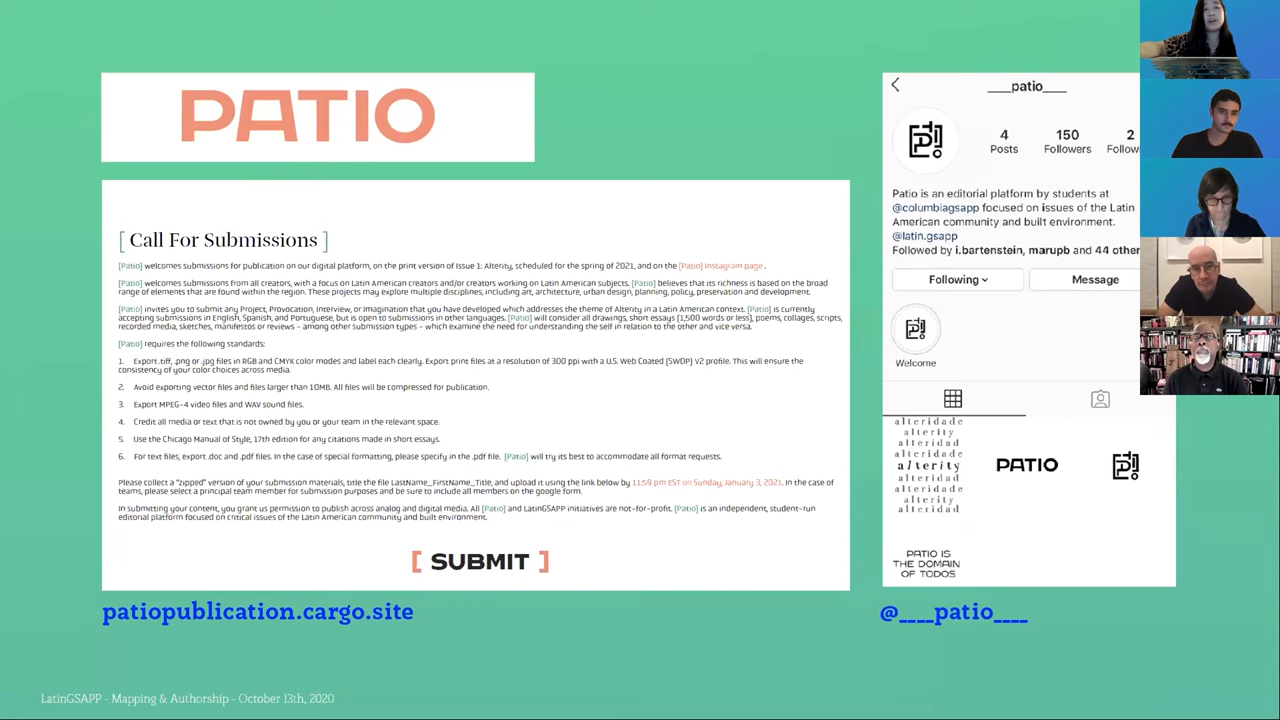 PATIO
[ Call For Submissions ]
[Patio] welcomes submissions for publication on our digital platform, on the print version of Issue 1: Alterity, scheduled for the spring of 2021, and on the [Patio] Instagram page .
[Patio] welcomes submissions from all creators, with a focus on Latin American creators and/or creators working on Latin American subjects. [Patio] believes that its richness is based on the broad
range of elements that are found within the region. These projects may explore multiple disciplines, including art, architecture, urban design, planning, policy, preservation and development.
[Patio] invites you to submit any Project, Provocation, Interview, or Imagination that you have developed which addresses the theme of Alterity in a Latin American context. [Patio] is currently
accepting submissions in English, Spanish, and Portuguese, but is open to submissions in other languages. [Patio] will consider all drawings, short essays (1,500 words or less), poems, collages, scripts,
recorded media, sketches, manifestos or reviews - among other submission types - which examine the need for understanding the self in relation to the other and vice versa.
[Patio] requires the following standards:
1. Export .tiff, .png or .jpg files in RGB and CMYK color modes and label each clearly. Export print files at a resolution of 300 ppi with a U.S. Web Coated (SWOP) V2 profile. This will ensure the
consistency of your color choices across media.
2. Avoid exporting vector files and files larger than 10MB. All files will be compressed for publication.
3. Export MPEG-4 video files and WAV sound files.
4. Credit all media or text that is not owned by you or your team in the relevant space.
5. Use the Chicago Manual of Style, 17th edition for any citations made in short essays.
6. For text files, export .doc and .pdf files. In the case of special formatting, please specify in the .pdf file. [Patio] will try its best to accommodate all format requests.
Please collect a "zipped" version of your submission materials, title the file LastName_FirstName_Title, and upload it using the link below by 11:59 pm EST on Sunday, January 3, 2021. In the case of
teams, please select a principal team member for submission purposes and be sure to include all members on the google form.
In submitting your content, you grant us permission to publish across analog and digital media. All [Patio] and LatinGSAPP initiatives are not-for-profit. [Patio] is an independent, student-run
editorial platform focused on critical issues of the Latin American community and built environment.
[ SUBMIT ]
patiopublication.cargo.site
____patio____
4 150 2
Posts Followers Follow
Patio is an editorial platform by students at
@columbiagsapp focused on issues of the Latin
American community and built environment.
@latin.gsapp
Followed by i.bartenstein, marupb and 44 other
Following Message
Welcome
alteridade
alterity
alteridad
alterity
alteridad
alterity
alteridad
PATIO
PATIO IS
THE DOMAIN
OF TODOS
@____patio____
LatinGSAPP - Mapping & Authorship - October 13th, 2020